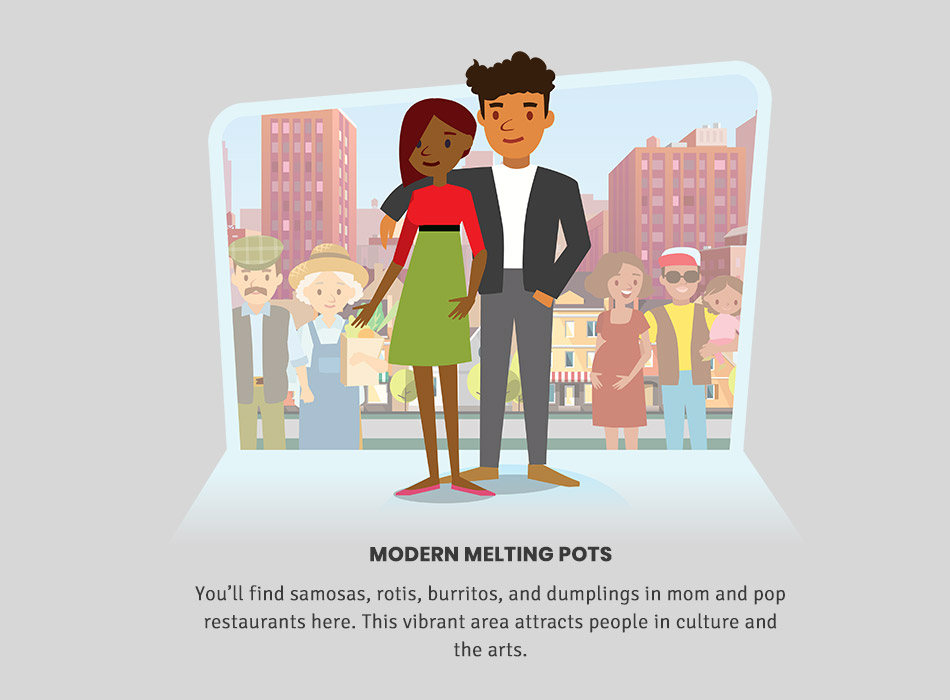 MODERN MELTING POTS
You’ll find samosas, rotis, burritos, and dumplings in mom and pop
restaurants here. This vibrant area attracts people in culture and
the arts.